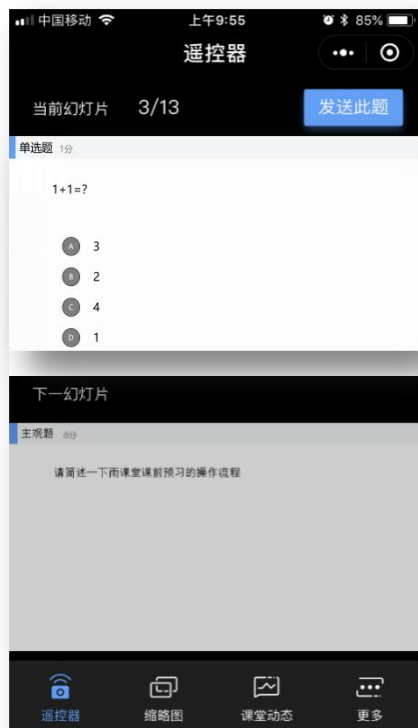 中国移动 上午9:55 85%
遥控器
当前幻灯片 3/13 发送此题
单选题 1分
1+1=?
A 3
B 2
C 4
D 1
下一幻灯片
主观题 8分
请简述一下雨课堂课前预习的操作流程
遥控器 缩略图 课堂动态 更多